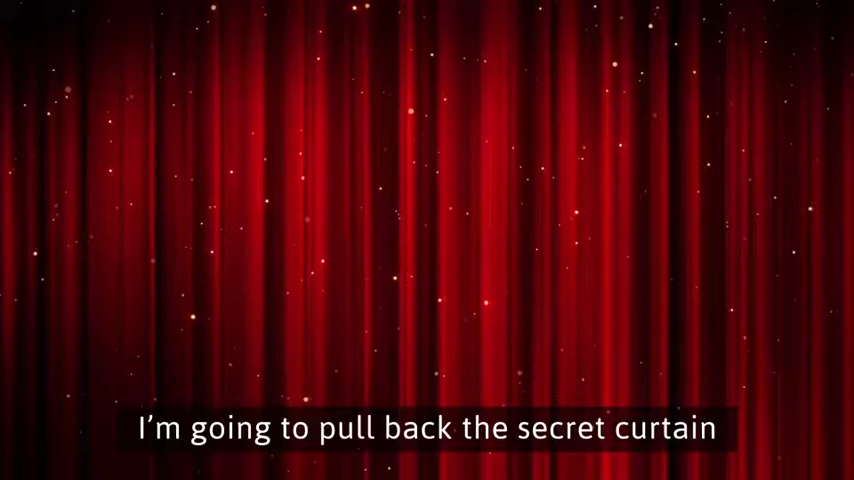 I’m going to pull back the secret curtain